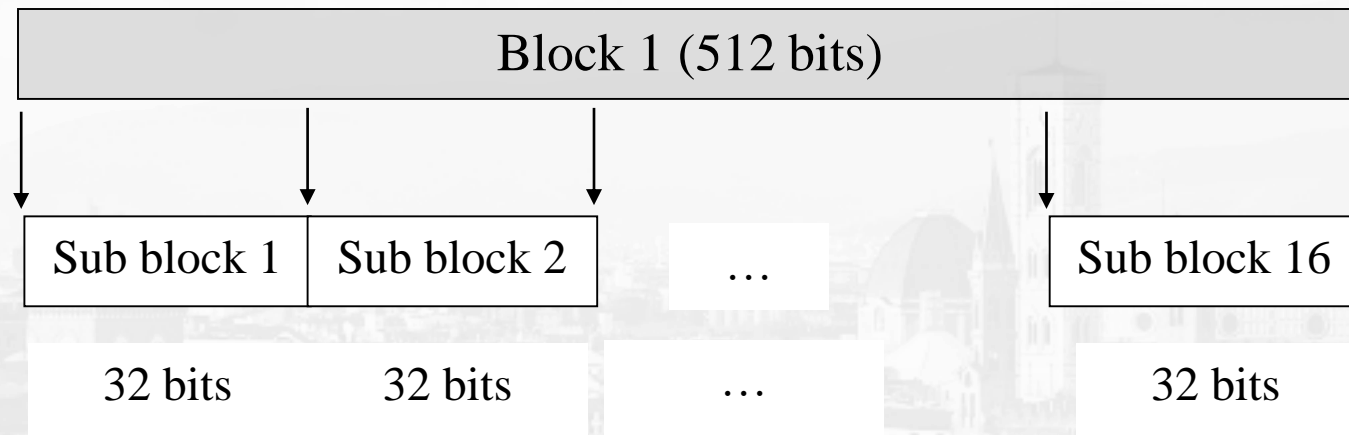 Block 1 (512 bits)
Sub block 1 Sub block 2 … Sub block 16
32 bits 32 bits … 32 bits